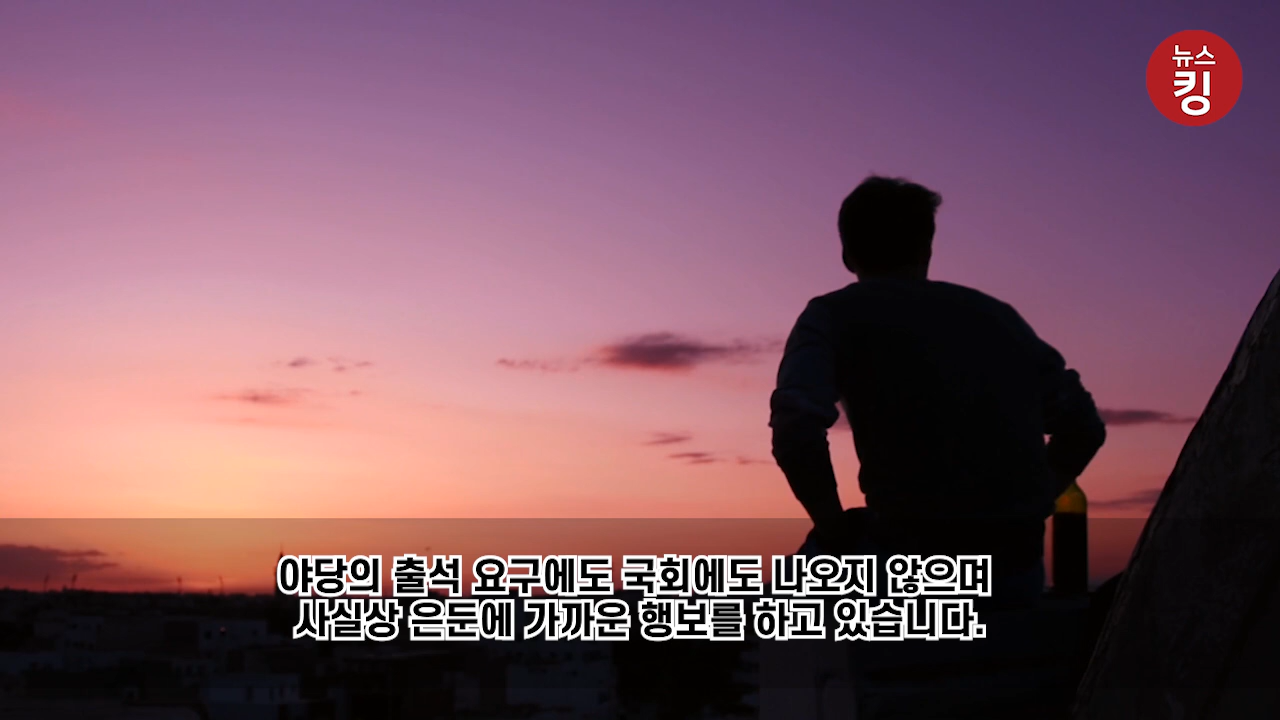 뉴스
킹
야당의 출석 요구에도 국회에도 나오지 않으며
사실상 은둔에 가까운 행보를 하고 있습니다.